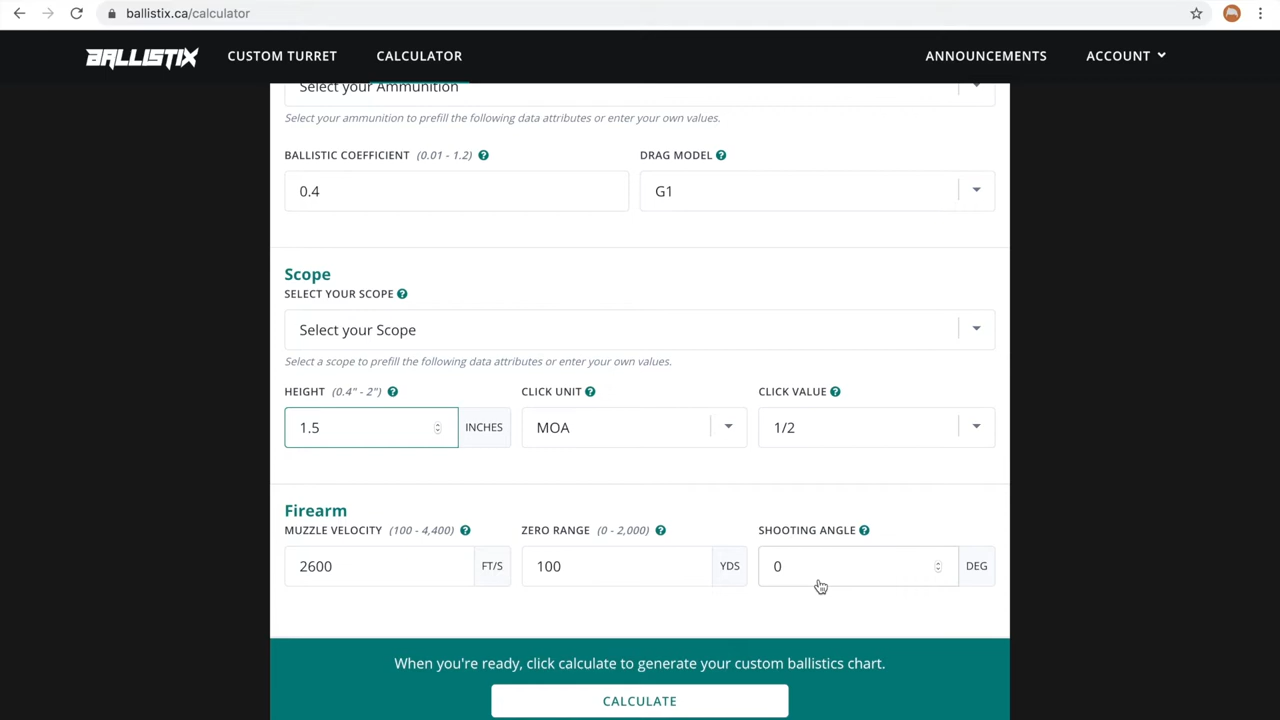 ballistix.ca/calculator
BALLISTIX CUSTOM TURRET CALCULATOR ANNOUNCEMENTS ACCOUNT
Select your Ammunition
Select your ammunition to prefill the following data attributes or enter your own values.
BALLISTIC COEFFICIENT (0.01 - 1.2) ? DRAG MODEL ?
0.4 G1
Scope
SELECT YOUR SCOPE ?
Select your Scope
Select a scope to prefill the following data attributes or enter your own values.
HEIGHT (0.4" - 2") ? CLICK UNIT ? CLICK VALUE ?
1.5 INCHES MOA 1/2
Firearm
MUZZLE VELOCITY (100 - 4,400) ? ZERO RANGE (0 - 2,000) ? SHOOTING ANGLE ?
2600 FT/S 100 YDS 0 DEG
When you're ready, click calculate to generate your custom ballistics chart.
CALCULATE